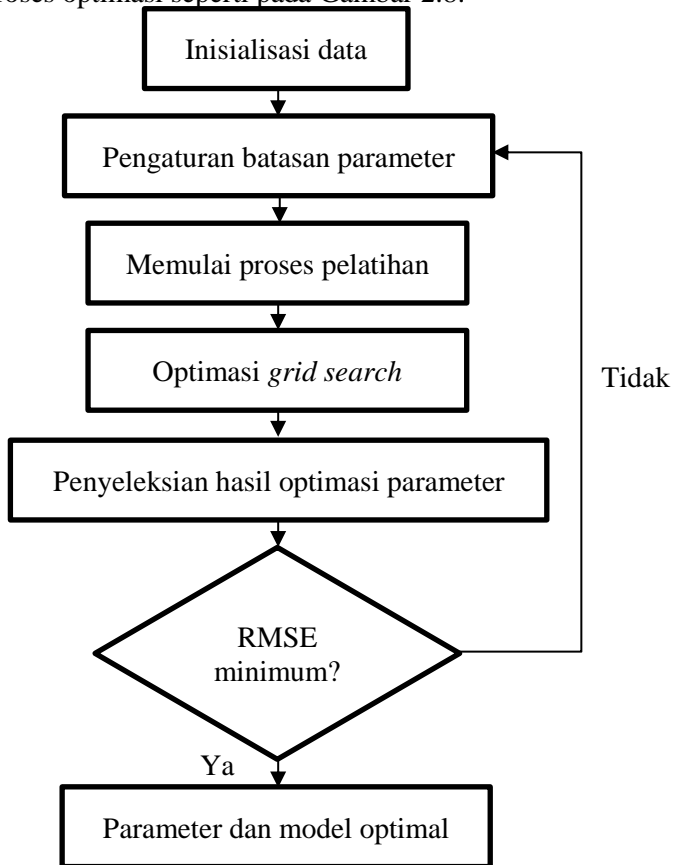 roses optimasi seperti pada Gambar 2.8.
Inisialisasi data
Pengaturan batasan parameter
Memulai proses pelatihan
Optimasi grid search
Tidak
Penyeleksian hasil optimasi parameter
RMSE
minimum?
Ya
Parameter dan model optimal